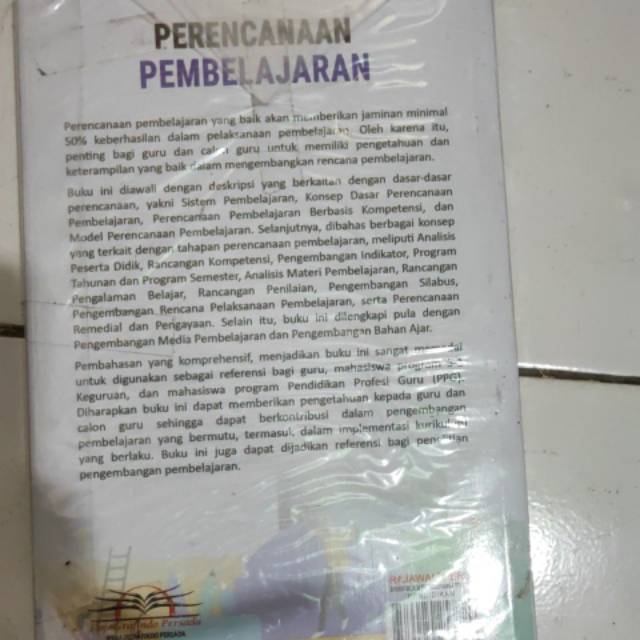 PERENCANAAN
PEMBELAJARAN
Perencanaan pembelajaran yang baik akan memberikan jaminan minimal
50% keberhasilan dalam pelaksanaan pembelajaran. Oleh karena itu,
penting bagi guru dan calon guru untuk memiliki pengetahuan dan
keterampilan yang baik dalam mengembangkan rencana pembelajaran.
Buku ini diawali dengan deskripsi yang berkaitan dengan dasar-dasar
perencanaan, yakni Sistem Pembelajaran, Konsep Dasar Perencanaan
Pembelajaran, Perencanaan Pembelajaran Berbasis Kompetensi, dan
Model Perencanaan Pembelajaran. Selanjutnya, dibahas berbagai konsep
yang terkait dengan tahapan perencanaan pembelajaran, meliputi Analisis
Peserta Didik, Rancangan Kompetensi, Pengembangan Indikator, Program
Tahunan dan Program Semester, Analisis Materi Pembelajaran, Rancangan
Pengalaman Belajar, Rancangan Penilaian, Pengembangan Silabus,
Pengembangan Rencana Pelaksanaan Pembelajaran, serta Perencanaan
Remedial dan Pengayaan. Selain itu, buku ini dilengkapi pula dengan
Pengembangan Media Pembelajaran dan Pengembangan Bahan Ajar.
Pembahasan yang komprehensif, menjadikan buku ini sangat
untuk digunakan sebagai referensi bagi guru, mahasiswa program
Keguruan, dan mahasiswa program Pendidikan Profesi Guru (PPG).
Diharapkan buku ini dapat memberikan pengetahuan kepada guru dan
calon guru sehingga dapat berkontribusi dalam pengembangan
pembelajaran yang bermutu, termasuk dalam implementasi kurikulum
yang berlaku. Buku ini juga dapat dijadikan referensi bagi
pengembangan pembelajaran.